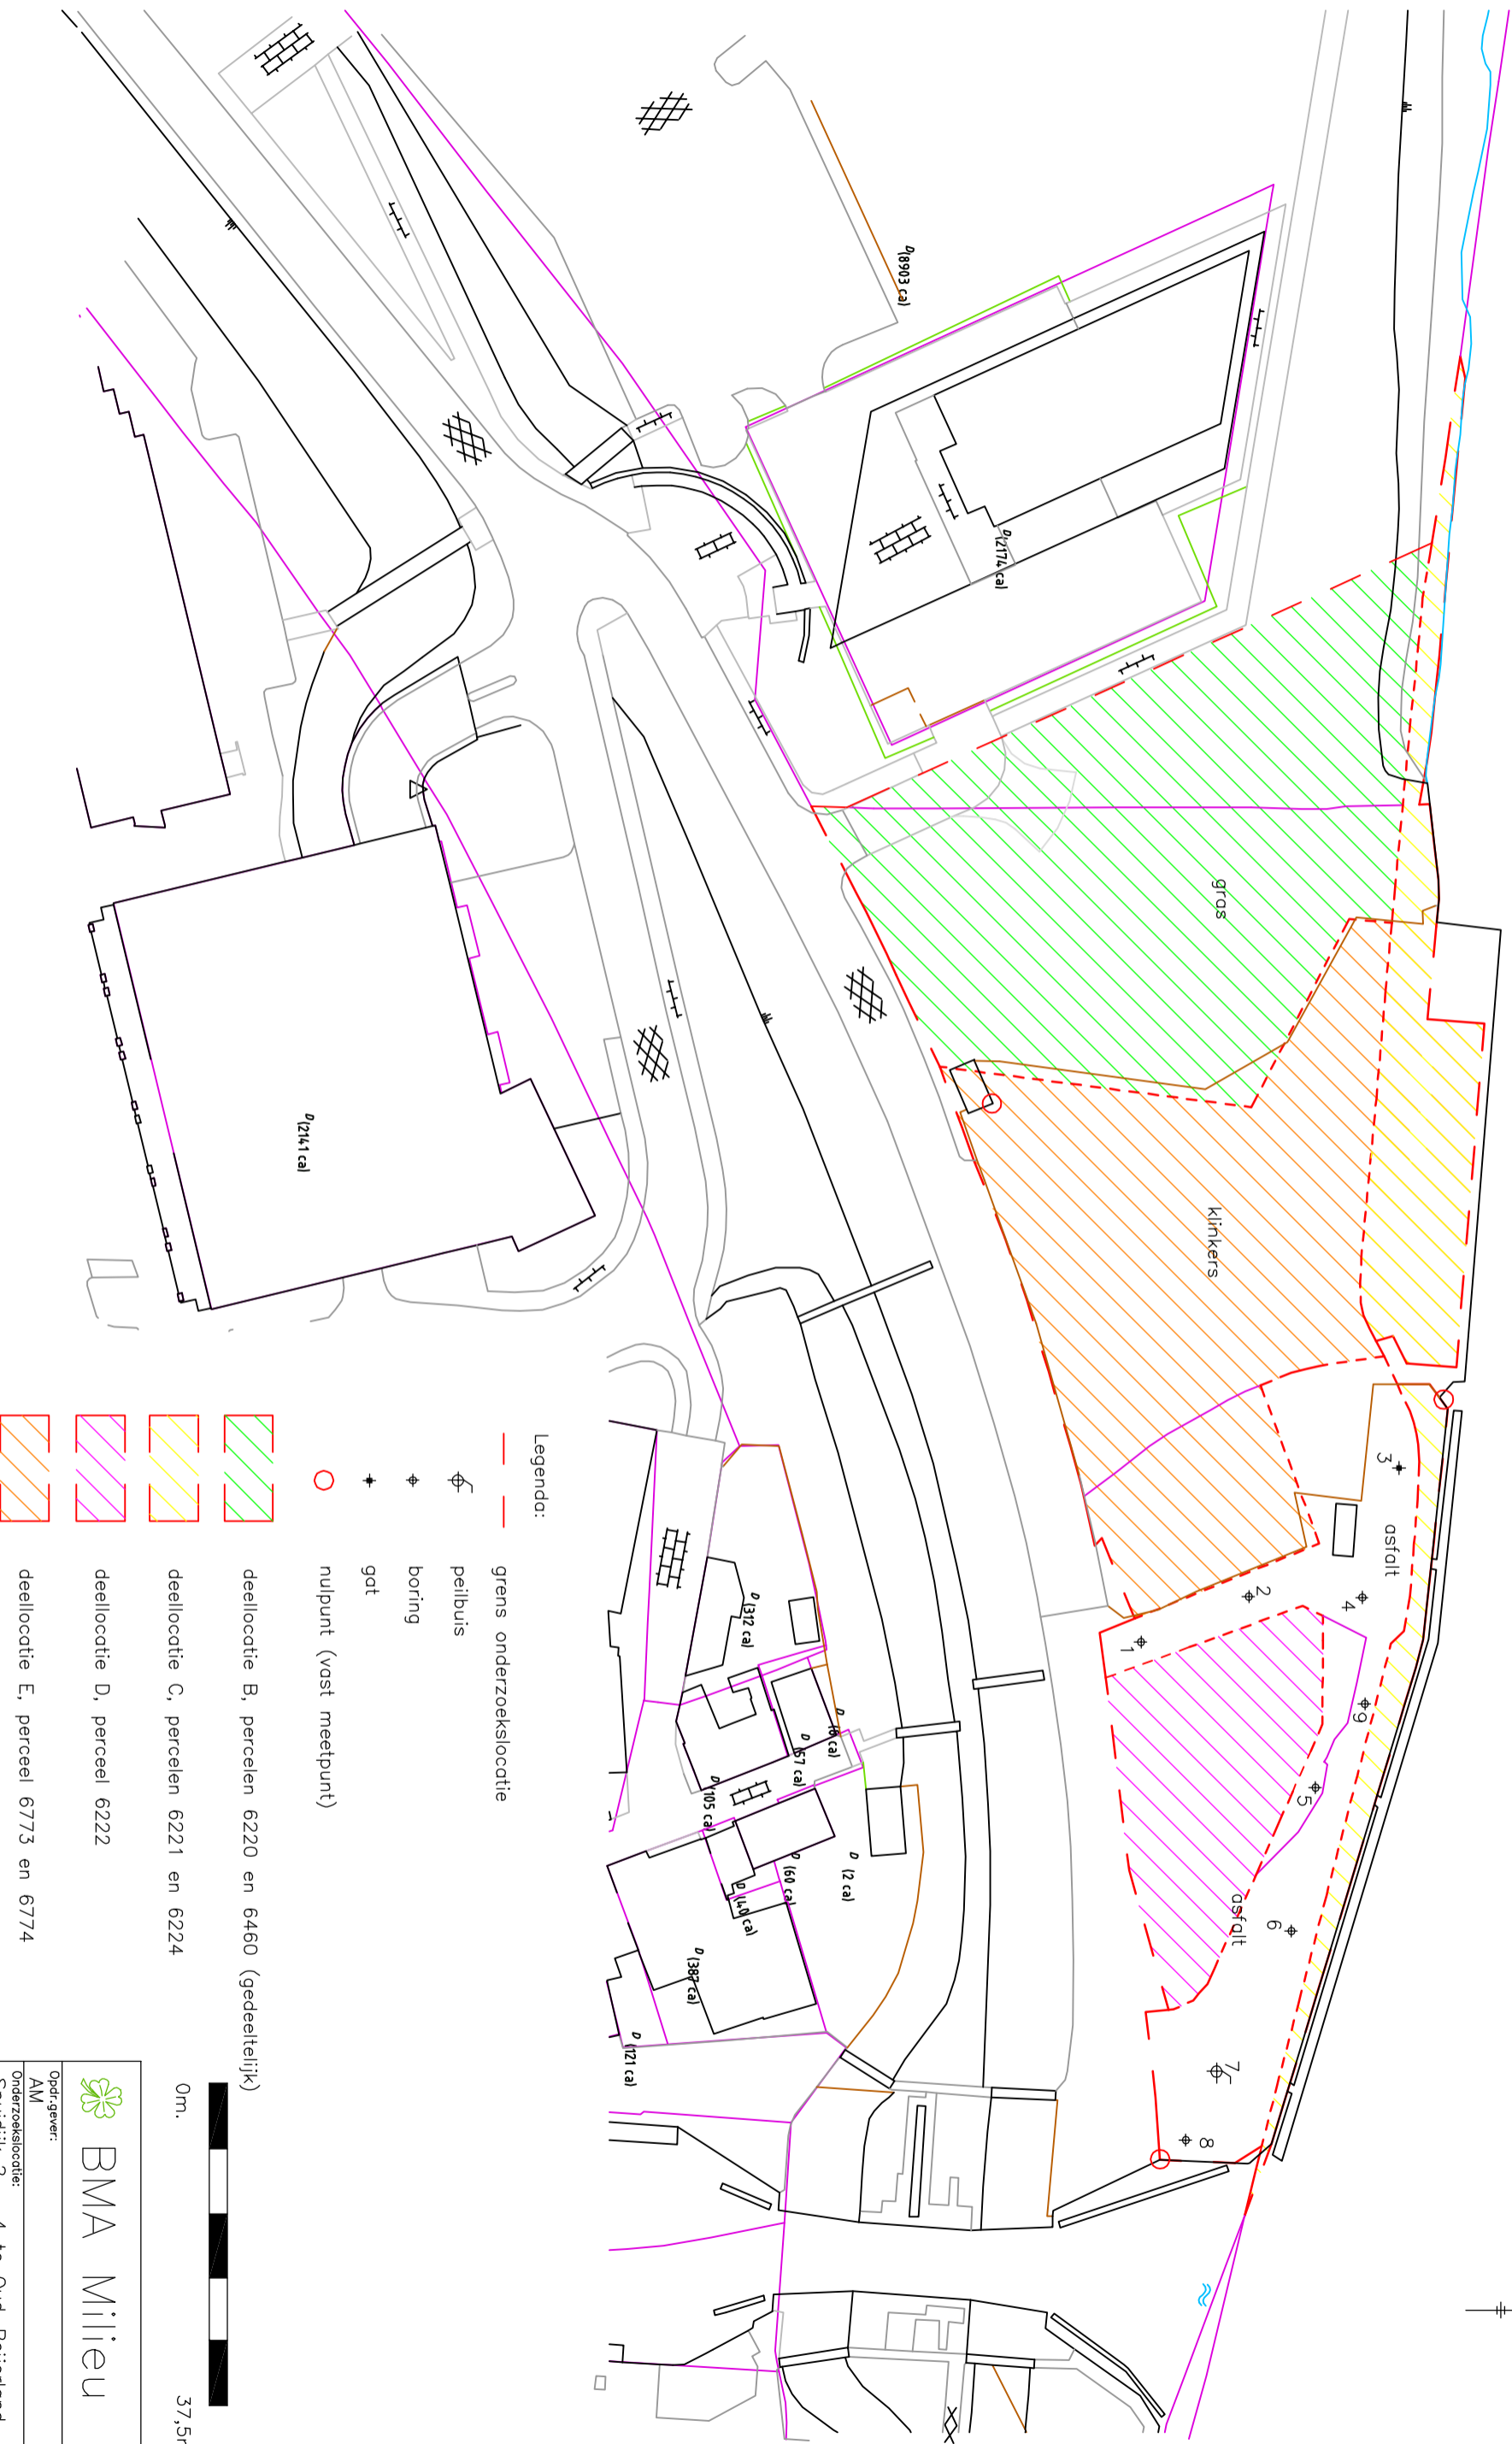 D
(8903 ca)
D
(2174 ca)
gras
klinkers
D
(2141 ca)
3
asfalt
2
4
1
9
5
asfalt
6
7
8
D
(312 ca)
D
D
(57 ca)
D
(105 ca)
D
(2 ca)
D
(60 ca)
D
(40 ca)
D
(387 ca)
D
(121 ca)
Legenda:
grens onderzoekslocatie
peilbuis
boring
gat
nulpunt (vast meetpunt)
deellocatie B, percelen 6220 en 6460 (gedeeltelijk)
deellocatie C, percelen 6221 en 6224
deellocatie D, perceel 6222
deellocatie E, perceel 6773 en 6774
0m.
BMA Milieu
Opdr.gever:
AM
Onderzoekslocatie: